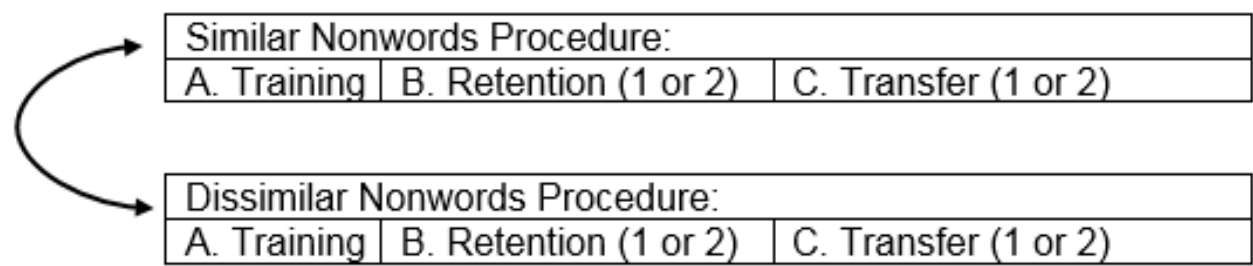 Similar Nonwords Procedure:
A. Training B. Retention (1 or 2) C. Transfer (1 or 2)
Dissimilar Nonwords Procedure:
A. Training B. Retention (1 or 2) C. Transfer (1 or 2)